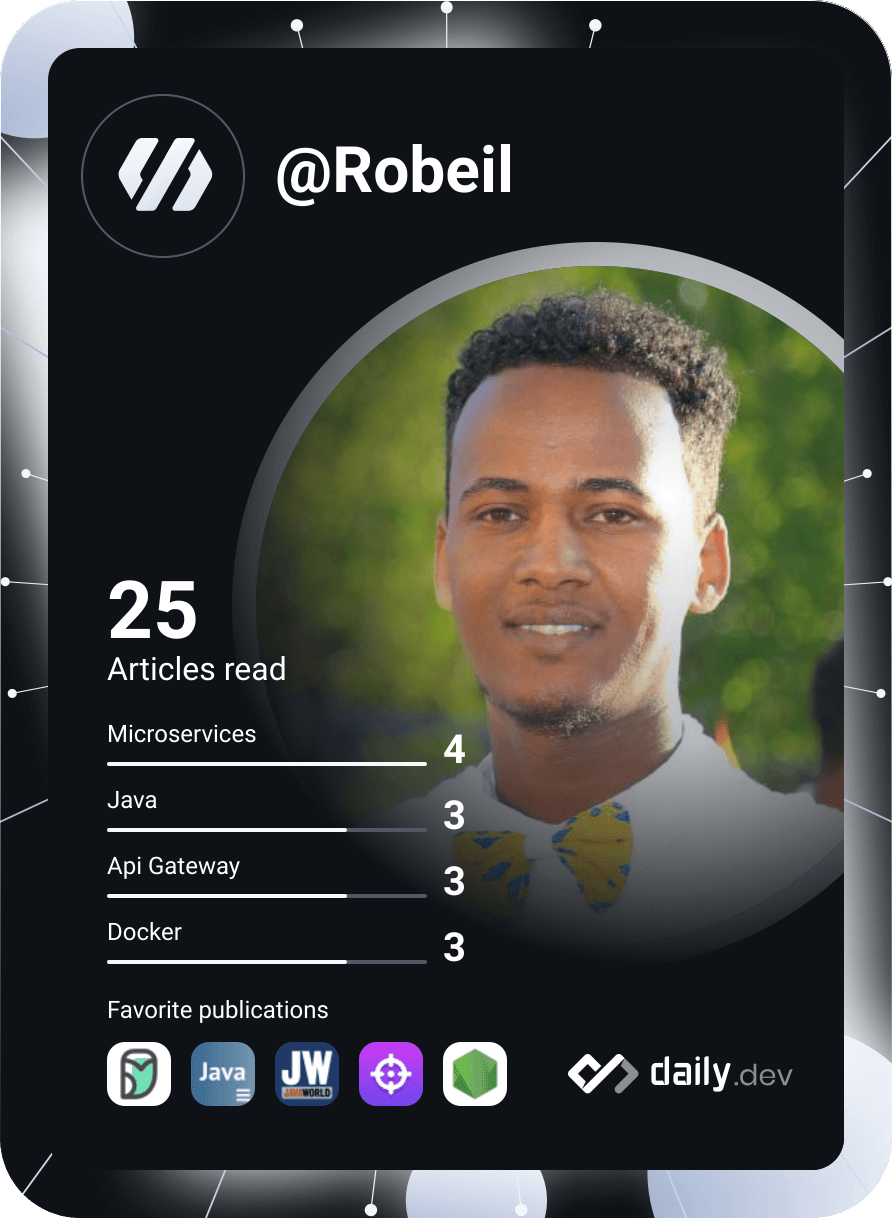 @Robeil
25
Articles read
Microservices
4
Java
3
Api Gateway
3
Docker
3
Favorite publications
Java
JW
JAVAWORLD
daily.dev